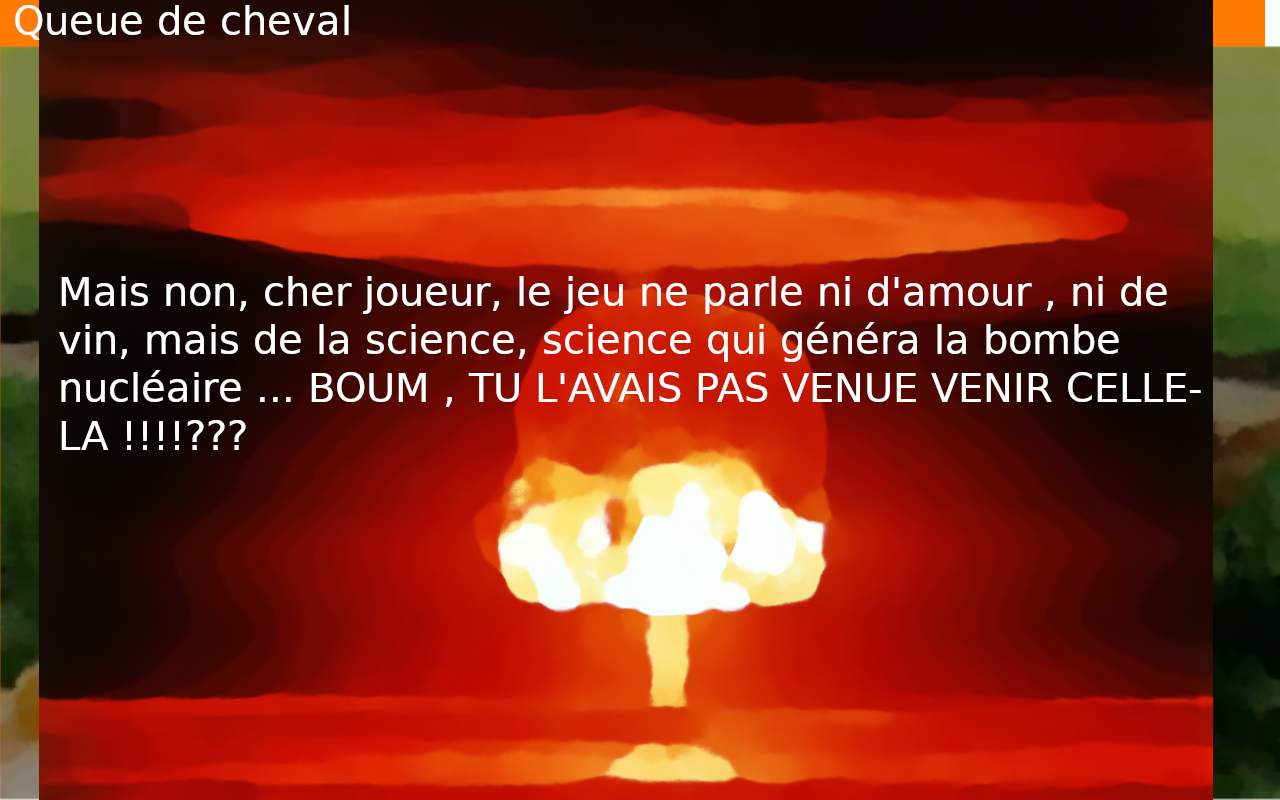 Queue de cheval
Mais non, cher joueur, le jeu ne parle ni d'amour , ni de
vin, mais de la science, science qui généra la bombe
nucléaire ... BOUM , TU L'AVAIS PAS VENUE VENIR CELLE-
LA !!!!???